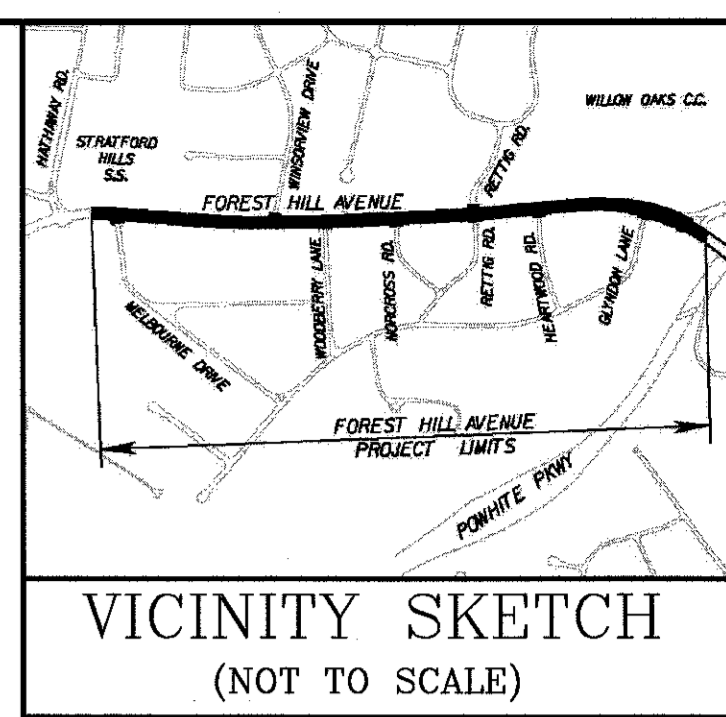 HATHAWAY RD.
STRATFORD
HILLS
S.S.
WINSORVIEW DRIVE
RETTIG RD.
WILLOW OAKS C.C.
FOREST HILL AVENUE
MELBOURNE DRIVE
WOODBERRY LANE
NORCROSS RD.
RETTIG RD.
HEARTWOOD RD.
GLYNDON LANE
FOREST HILL AVENUE
PROJECT LIMITS
POWHITE PKWY
VICINITY SKETCH
(NOT TO SCALE)